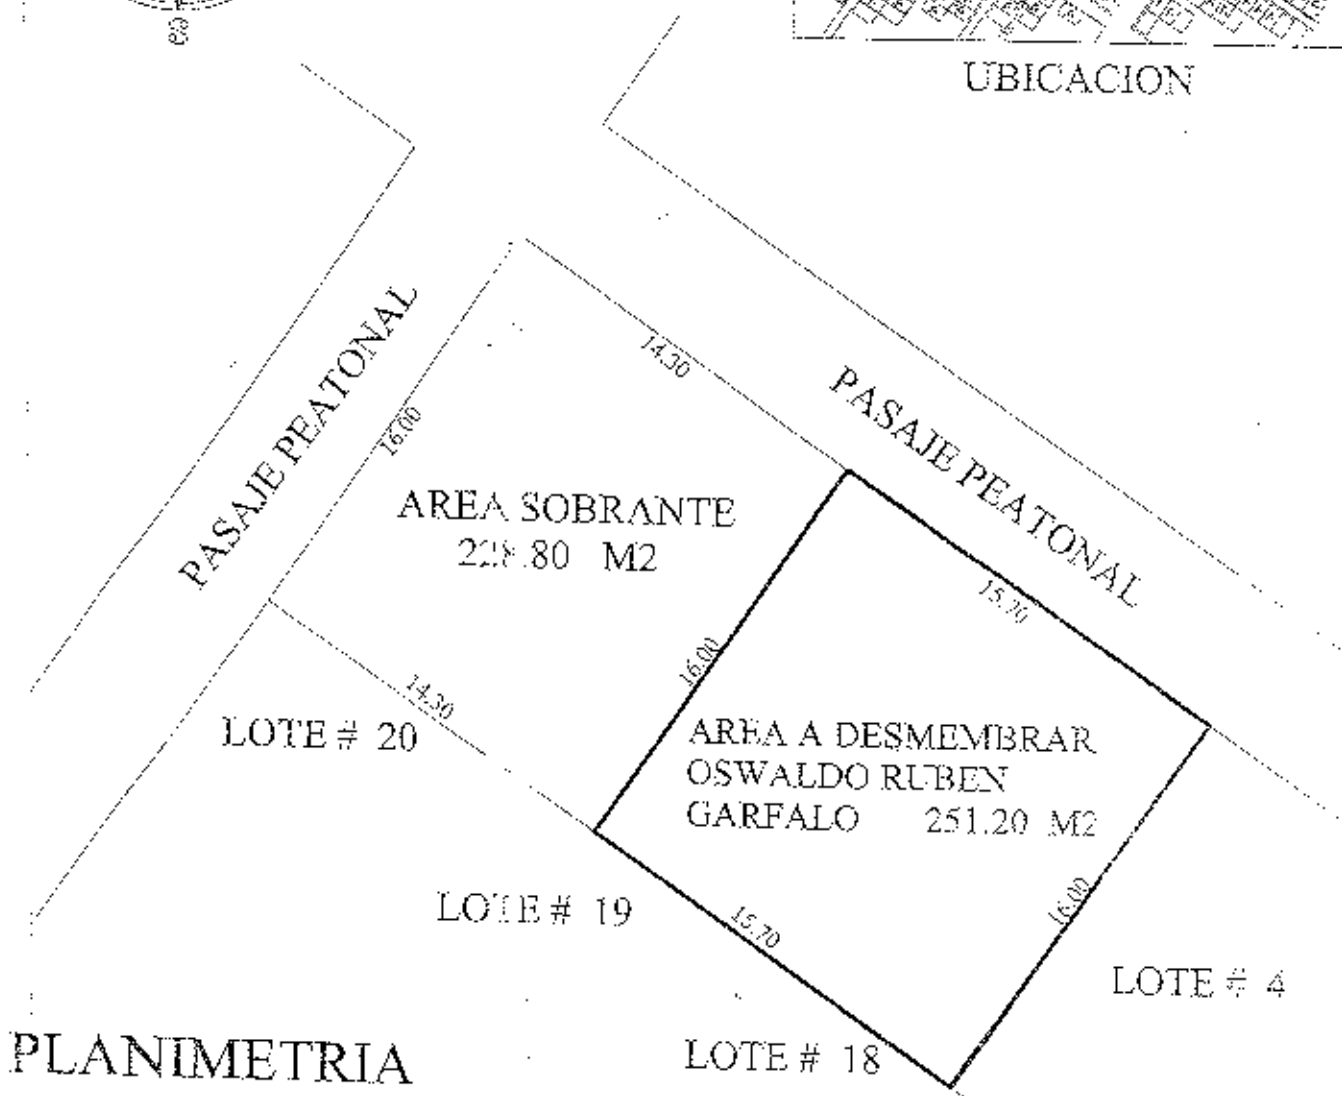 UBICACION
PASAJE PEATONAL
14.30
PASAJE PEATONAL
16.00
AREA SOBRANTE
228.80 M2
15.70
16.00
14.30
LOTE # 20
AREA A DESMEMBRAR
OSWALDO RUBEN
GARFALO 251.20 M2
16.00
LOTE # 19
15.70
LOTE # 4
PLANIMETRIA
LOTE # 18